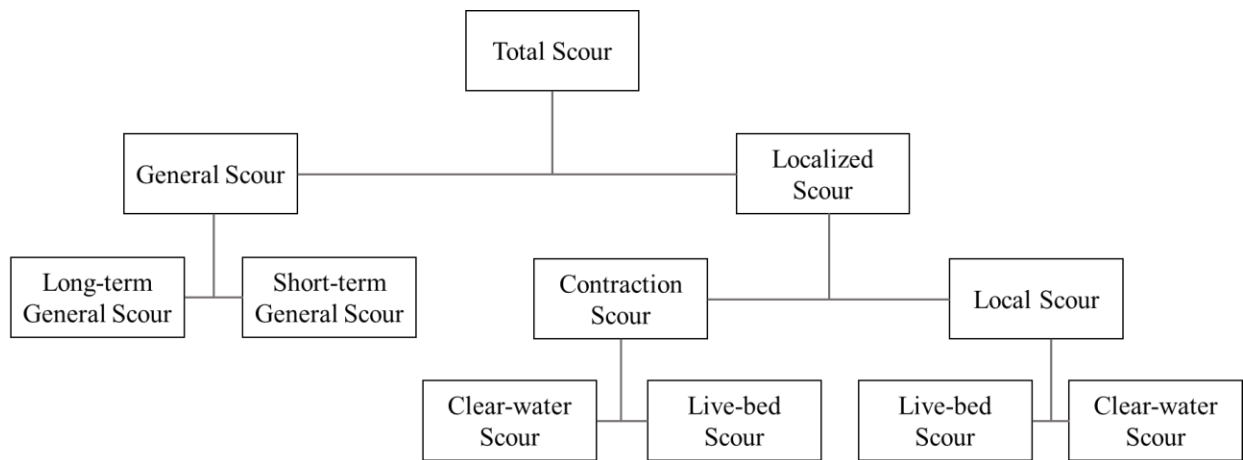 Total Scour
General Scour
Localized
Scour
Long-term
General Scour
Short-term
General Scour
Contraction
Scour
Local Scour
Clear-water
Scour
Live-bed
Scour
Live-bed
Scour
Clear-water
Scour